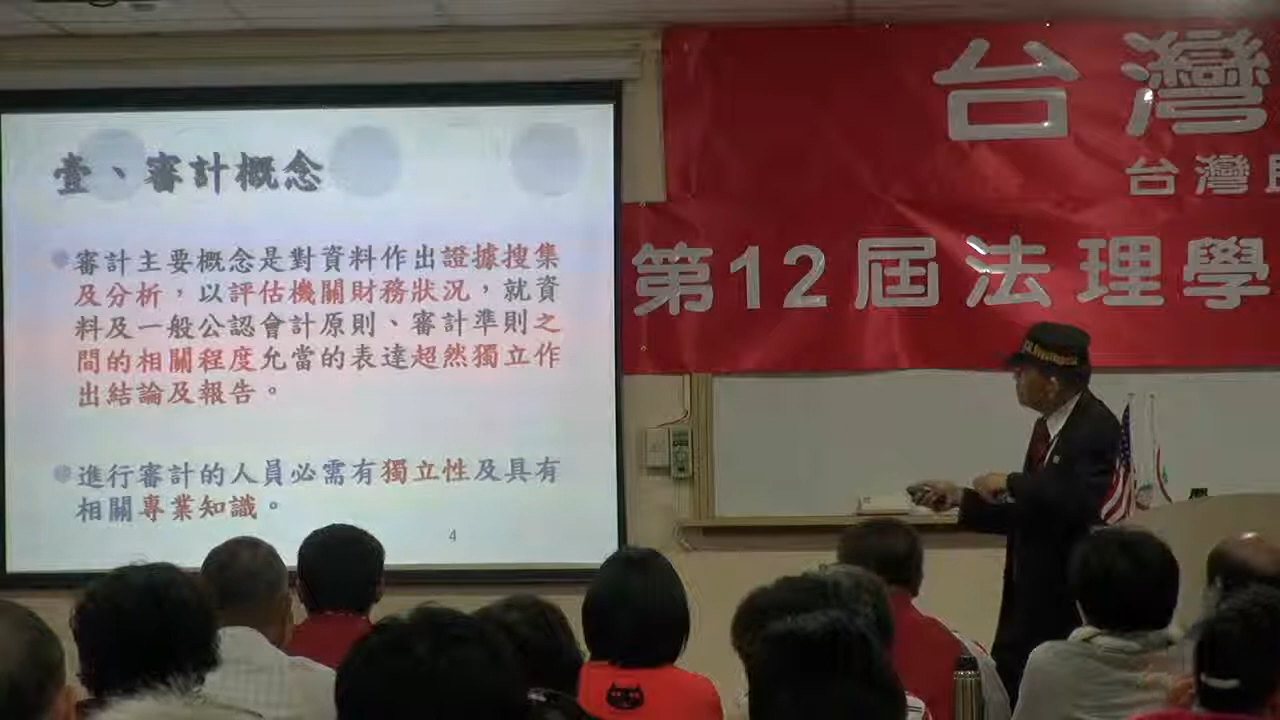 壹、審計概念
審計主要概念是對資料作出證據搜集
及分析，以評估機關財務狀況，就資
料及一般公認會計原則、審計準則之
間的相關程度允當的表達超然獨立作
出結論及報告。
進行審計的人員必需有獨立性及具有
相關專業知識。
4
台灣
台灣
第12屆法理學